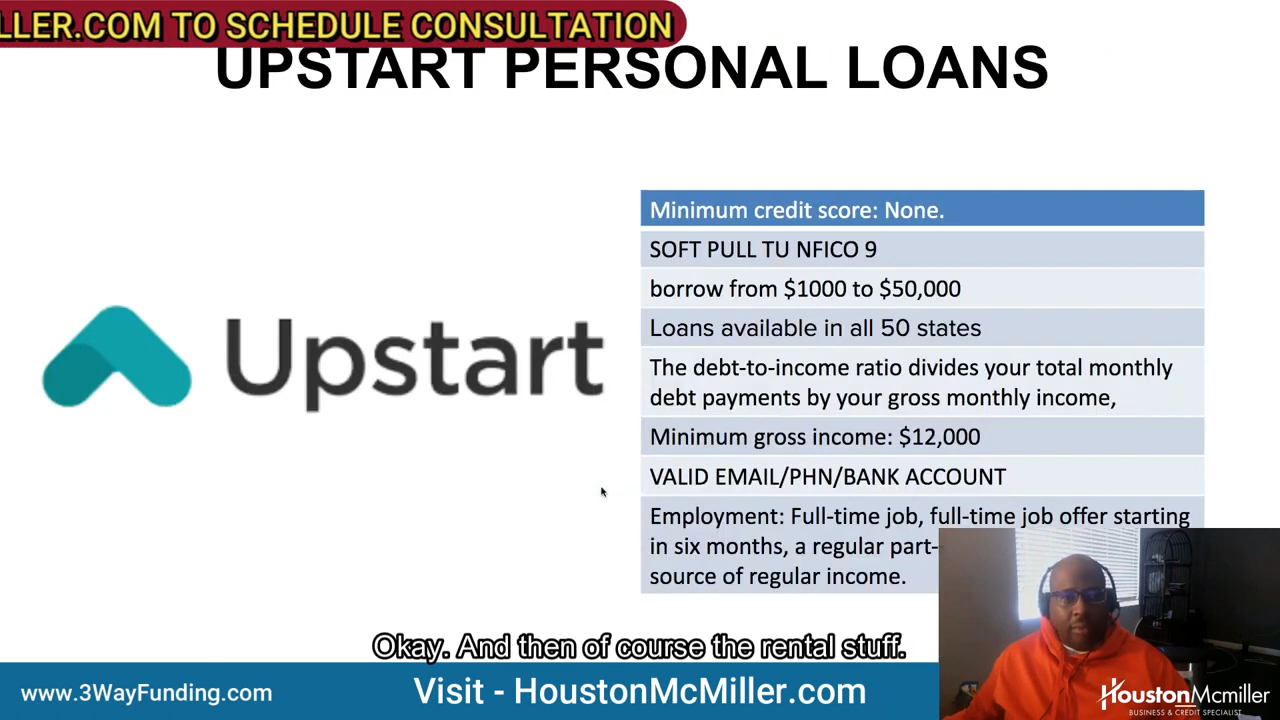 LLER.COM TO SCHEDULE CONSULTATION
UPSTART PERSONAL LOANS
Upstart
Minimum credit score: None.
SOFT PULL TU NFICO 9
borrow from $1000 to $50,000
Loans available in all 50 states
The debt-to-income ratio divides your total monthly
debt payments by your gross monthly income,
Minimum gross income: $12,000
VALID EMAIL/PHN/BANK ACCOUNT
Employment: Full-time job, full-time job offer starting
in six months, a regular part-
source of regular income.
Okay. And then of course the rental stuff.
www.3WayFunding.com
Visit - HoustonMcMiller.com
HoustonMcmiller
BUSINESS & CREDIT SPECIALIST